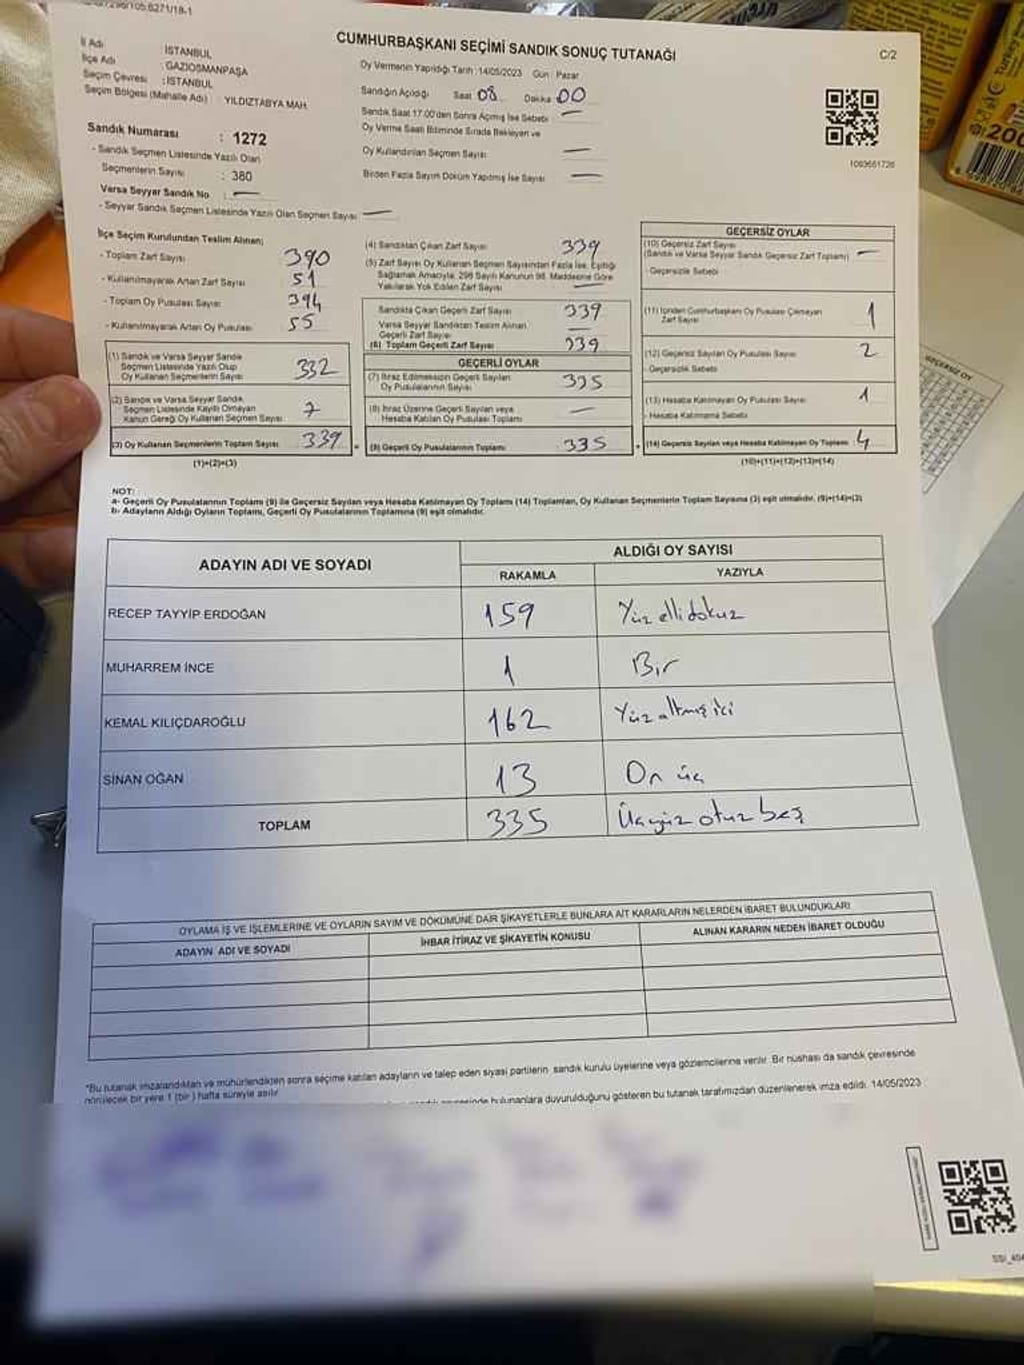 CUMHURBAŞKANI SEÇİMİ SANDIK SONUÇ TUTANAĞI
C/2
İl Adı İSTANBUL
İlçe Adı GAZİOSMANPAŞA
Seçim Çevresi : İSTANBUL
Seçim Bölgesi (Mahalle Adı) YILDIZTABYA MAH.
Sandık Numarası : 1272
- Sandık Seçmen Listesinde Yazılı Olan
Seçmenlerin Sayısı : 380
Varsa Seyyar Sandık No : —
- Seyyar Sandık Seçmen Listesinde Yazılı Olan Seçmen Sayısı —
Oy Vermenin Yapıldığı Tarih : 14/05/2023 Gün : Pazar
Sandığın Açıldığı Saat 08 Dakika 00
Sandık Saat 17.00'den Sonra Açılmış İse Sebebi —
Oy Verme Saati Bitiminde Sırada Bekleyen ve
Oy Kullandırılan Seçmen Sayısı —
Birden Fazla Sayım Döküm Yapılmış İse Sayısı —
1093661726
İlçe Seçim Kurulundan Teslim Alınan;
- Toplam Zarf Sayısı 390
- Kullanılmayarak Artan Zarf Sayısı 51
- Toplam Oy Pusulası Sayısı 394
- Kullanılmayarak Artan Oy Pusulası 55
(1) Sandık ve Varsa Seyyar Sandık
Seçmen Listesinde Yazılı Olup
Oy Kullanan Seçmenlerin Sayısı 332
(2) Sandık ve Varsa Seyyar Sandık
Seçmen Listesinde Kayıtlı Olmayan
Kanun Gereği Oy Kullanan Seçmen Sayısı 7
(3) Oy Kullanan Seçmenlerin Toplam Sayısı 339
(1)+(2)=(3)
(4) Sandıktan Çıkan Zarf Sayısı 339
(5) Zarf Sayısı Oy Kullanan Seçmen Sayısından Fazla İse, Eşitliği
Sağlamak Amacıyla, 298 Sayılı Kanunun 98. Maddesine Göre
Yakılarak Yok Edilen Zarf Sayısı —
Sandıkta Çıkan Geçerli Zarf Sayısı 339
Varsa Seyyar Sandıktan Teslim Alınan
Geçerli Zarf Sayısı —
(6) Toplam Geçerli Zarf Sayısı 339
GEÇERLİ OYLAR
(7) İtiraz Edilmeksizin Geçerli Sayılan
Oy Pusulalarının Sayısı 335
(8) İtiraz Üzerine Geçerli Sayılan veya
Hesaba Katılan Oy Pusulası Toplamı —
(9) Geçerli Oy Pusulalarının Toplamı 335
GEÇERSİZ OYLAR
(10) Geçersiz Zarf Sayısı
(Sandık ve Varsa Seyyar Sandık Geçersiz Zarf Toplamı) —
- Geçersizlik Sebebi
(11) İçinden Cumhurbaşkanı Oy Pusulası Çıkmayan
Zarf Sayısı 1
(12) Geçersiz Sayılan Oy Pusulası Sayısı 2
- Geçersizlik Sebebi
(13) Hesaba Katılmayan Oy Pusulası Sayısı 1
- Hesaba Katılmama Sebebi
(14) Geçersiz Sayılan veya Hesaba Katılmayan Oy Toplamı 4
(10)+(11)+(12)+(13)=(14)
NOT:
a- Geçerli Oy Pusulalarının Toplamı (9) ile Geçersiz Sayılan veya Hesaba Katılmayan Oy Toplamı (14) Toplamları, Oy Kullanan Seçmenlerin Toplam Sayısına (3) eşit olmalıdır. (9)+(14)=(3)
b- Adayların Aldığı Oyların Toplamı, Geçerli Oy Pusulalarının Toplamına (9) eşit olmalıdır.
ADAYIN ADI VE SOYADI
ALDIĞI OY SAYISI
RAKAMLA YAZIYLA
RECEP TAYYİP ERDOĞAN 159 Yüz elli dokuz
MUHARREM İNCE 1 Bir
KEMAL KILIÇDAROĞLU 162 Yüz altmış iki
SİNAN OĞAN 13 On üç
TOPLAM 335 Üçyüz otuz beş
OYLAMA İŞ VE İŞLEMLERİNE VE OYLARIN SAYIM VE DÖKÜMÜNE DAİR ŞİKAYETLERLE BUNLARA AİT KARARLARIN NELERDEN İBARET BULUNDUKLARI
ADAYIN ADI VE SOYADI İHBAR İTİRAZ VE ŞİKAYETİN KONUSU ALINAN KARARIN NEDEN İBARET OLDUĞU
*Bu tutanak imzalandıktan ve mühürlendikten sonra seçime katılan adayların ve talep eden siyasi partilerin sandık kurulu üyelerine veya gözlemcilerine verilir. Bir nüshası da sandık çevresinde
görülecek bir yere 1 (bir) hafta süreyle asılır.
bulunanlara duyurulduğunu gösteren bu tutanak tarafımızdan düzenlenerek imza edildi. 14/05/2023
GEÇERSİZ OY